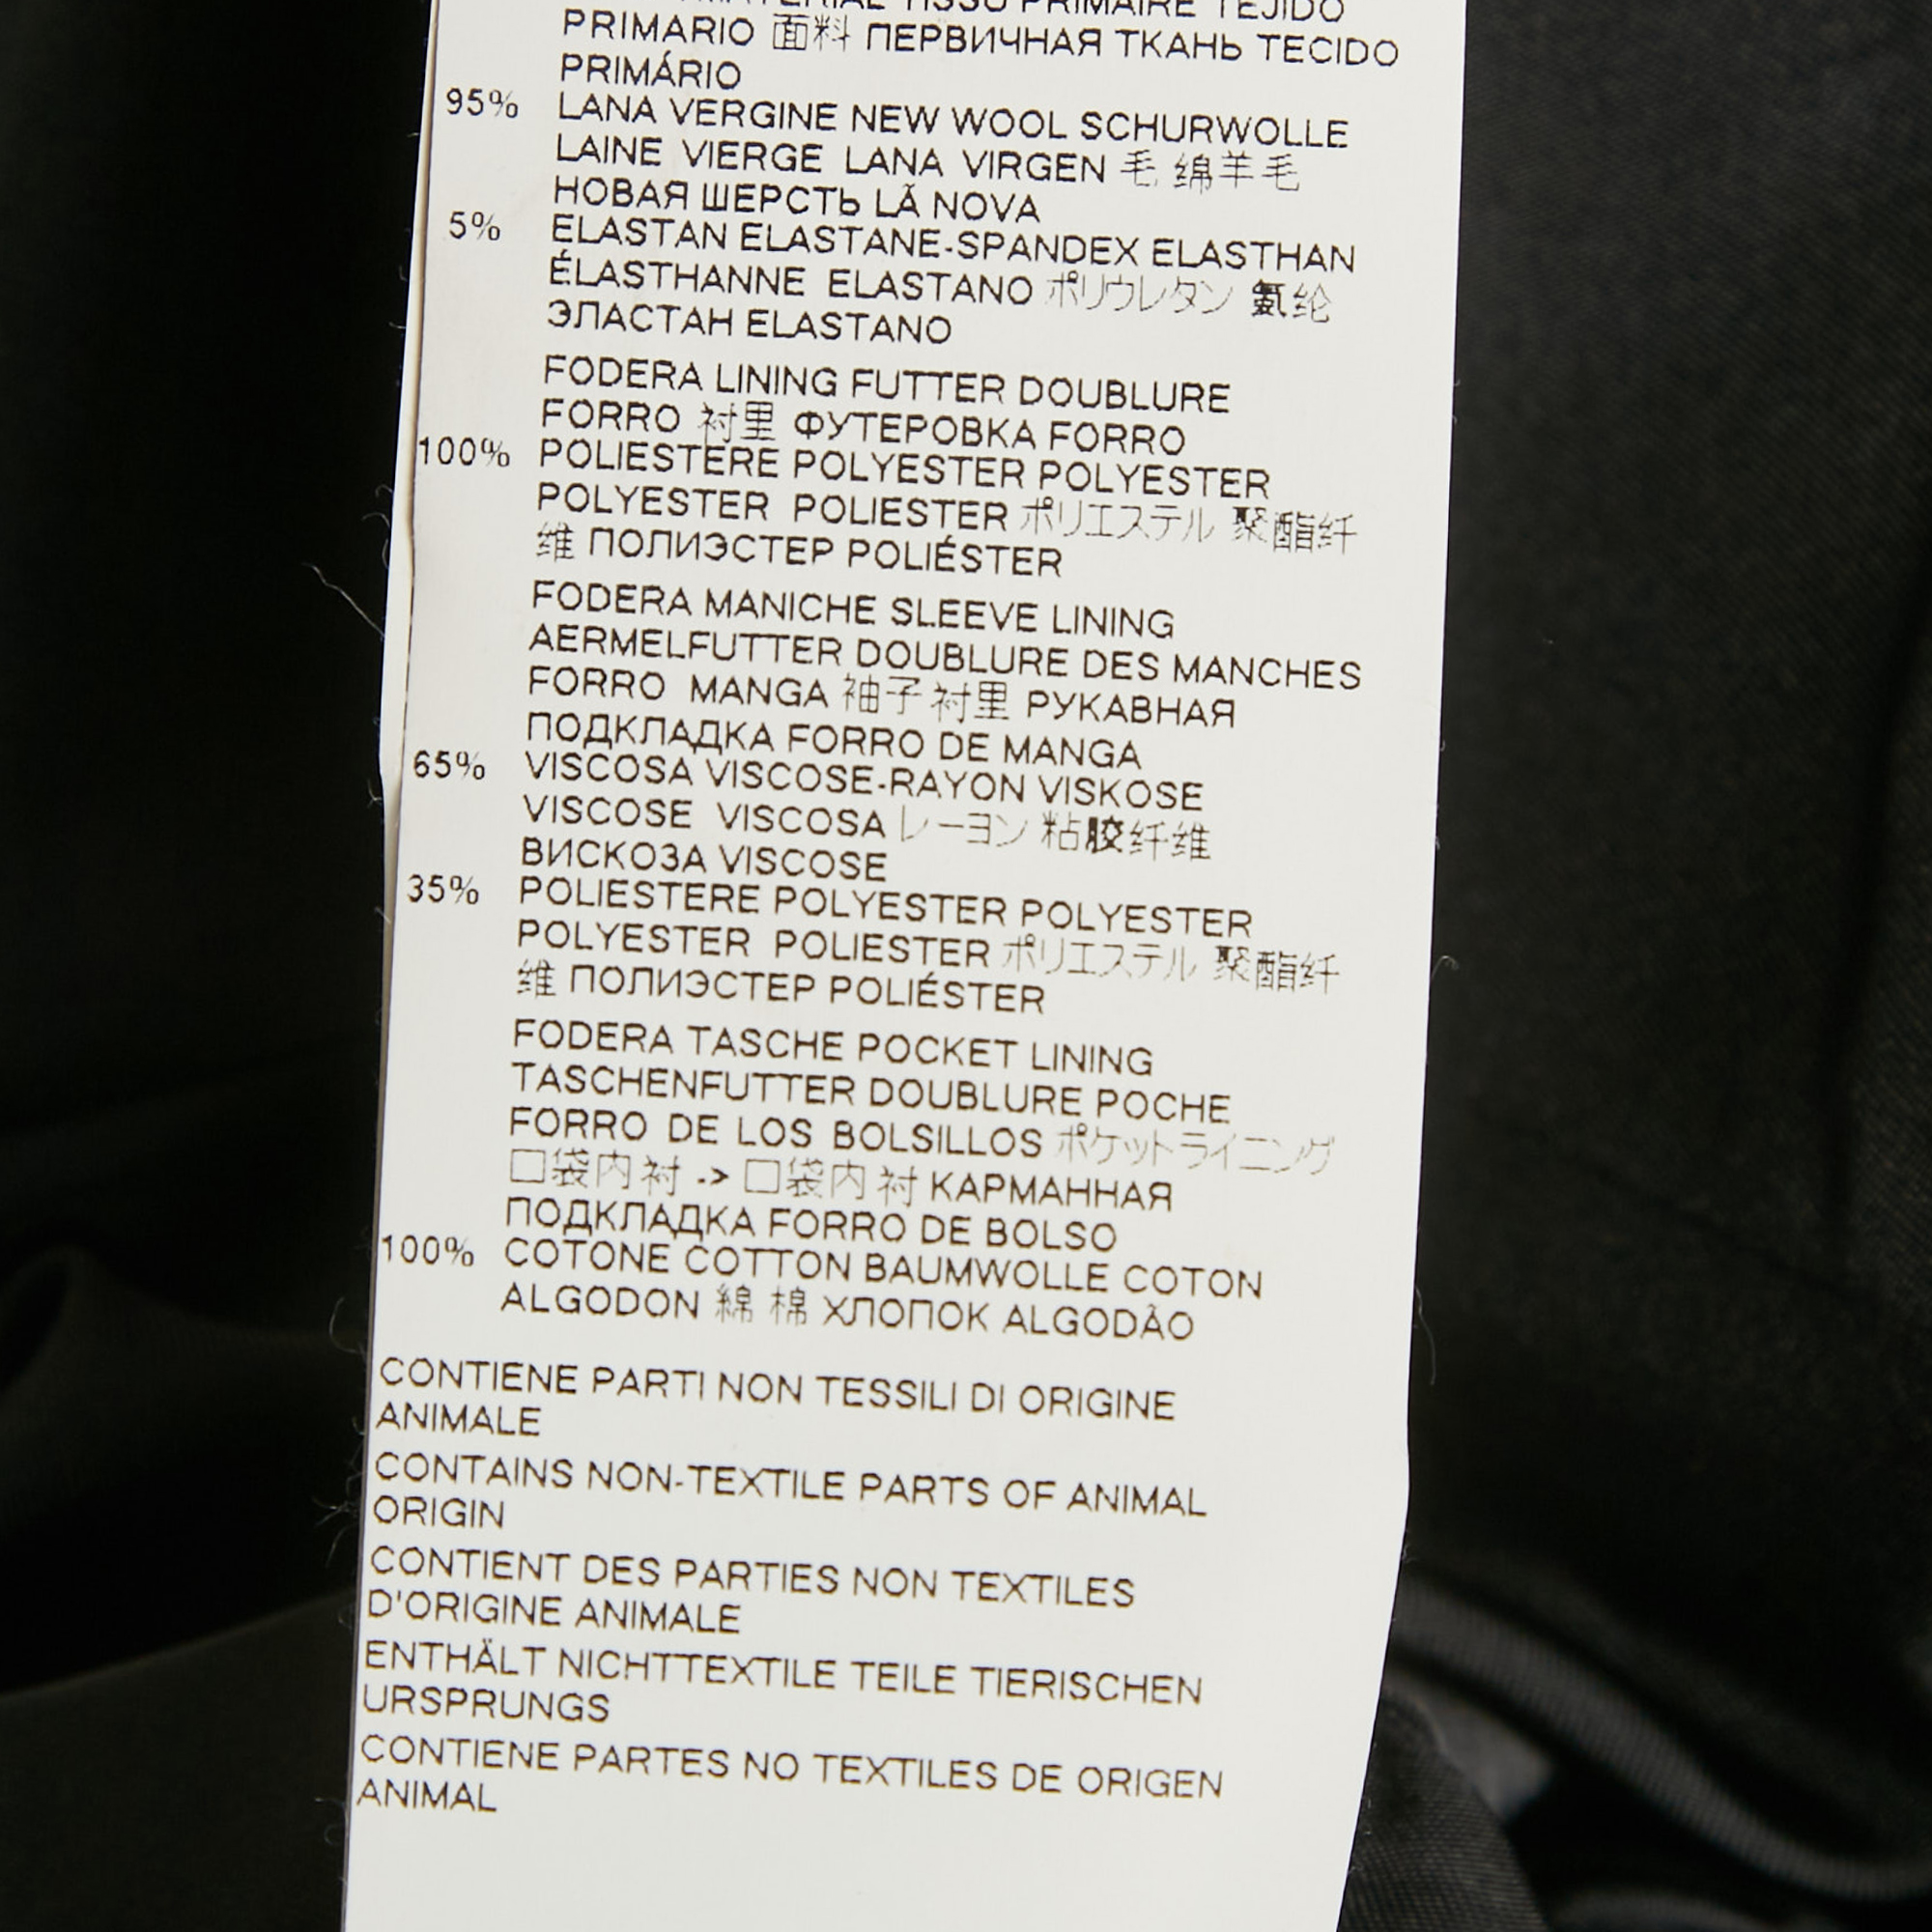 MATERIAL TISSU PRIMAIRE TEJIDO
PRIMARIO 面料 ПЕРВИЧНАЯ ТКАНЬ TECIDO
PRIMÁRIO
95% LANA VERGINE NEW WOOL SCHURWOLLE
LAINE VIERGE LANA VIRGEN 毛 绵羊毛
НОВАЯ ШЕРСТЬ LÃ NOVA
5% ELASTAN ELASTANE-SPANDEX ELASTHAN
ÉLASTHANNE ELASTANO ポリウレタン 氨纶
ЭЛАСТАН ELASTANO
FODERA LINING FUTTER DOUBLURE
FORRO 衬里 ФУТЕРОВКА FORRO
100% POLIESTERE POLYESTER POLYESTER
POLYESTER POLIESTER ポリエステル 聚酯纤
维 ПОЛИЭСТЕР POLIÉSTER
FODERA MANICHE SLEEVE LINING
AERMELFUTTER DOUBLURE DES MANCHES
FORRO MANGA 袖子衬里 РУКАВНАЯ
ПОДКЛАДКА FORRO DE MANGA
65% VISCOSA VISCOSE-RAYON VISKOSE
VISCOSE VISCOSA レーヨン 粘胶纤维
ВИСКОЗА VISCOSE
35% POLIESTERE POLYESTER POLYESTER
POLYESTER POLIESTER ポリエステル 聚酯纤
维 ПОЛИЭСТЕР POLIÉSTER
FODERA TASCHE POCKET LINING
TASCHENFUTTER DOUBLURE POCHE
FORRO DE LOS BOLSILLOS ポケットライニング
口袋内衬 -> 口袋内衬 КАРМАННАЯ
ПОДКЛАДКА FORRO DE BOLSO
100% COTONE COTTON BAUMWOLLE COTON
ALGODON 綿 棉 ХЛОПОК ALGODÃO
CONTIENE PARTI NON TESSILI DI ORIGINE
ANIMALE
CONTAINS NON-TEXTILE PARTS OF ANIMAL
ORIGIN
CONTIENT DES PARTIES NON TEXTILES
D'ORIGINE ANIMALE
ENTHÄLT NICHTTEXTILE TEILE TIERISCHEN
URSPRUNGS
CONTIENE PARTES NO TEXTILES DE ORIGEN
ANIMAL